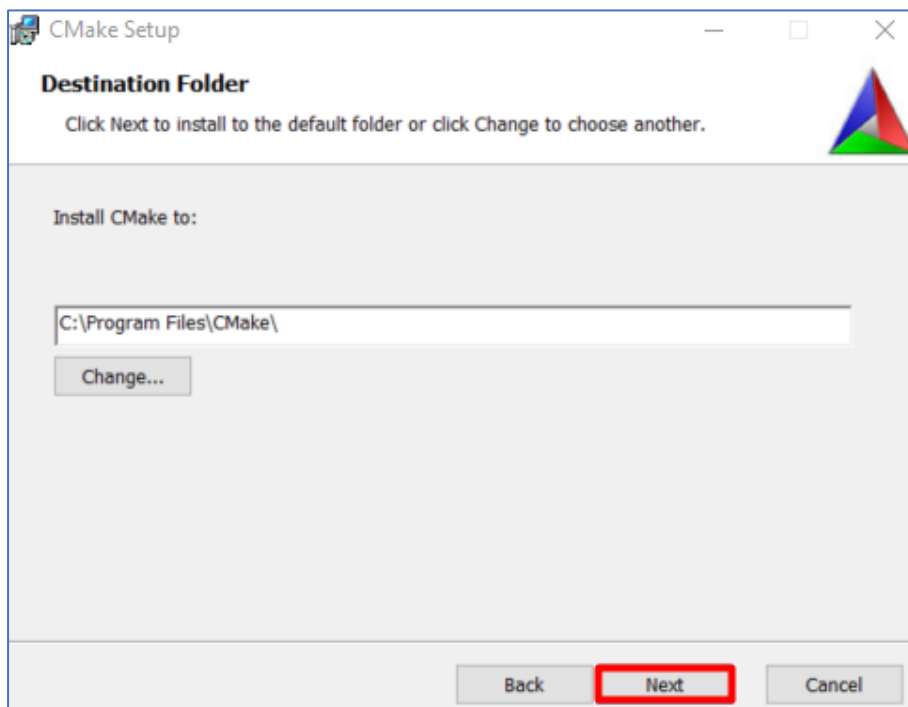 CMake Setup
Destination Folder
Click Next to install to the default folder or click Change to choose another.
Install CMake to:
C:\Program Files\CMake\
Change...
Back Next Cancel